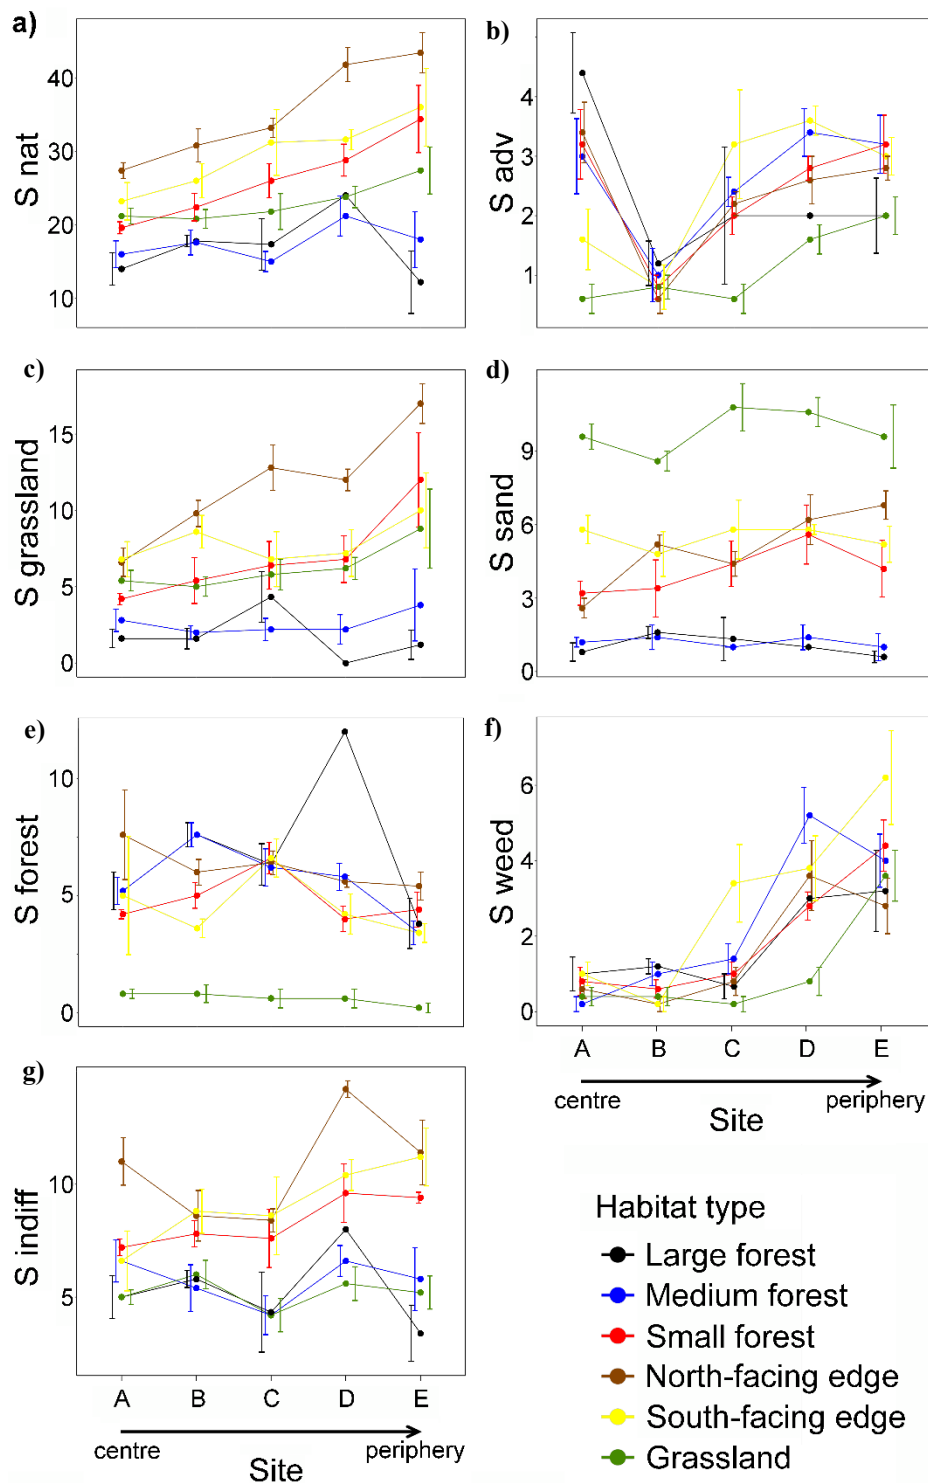 a)
S nat
40
30
20
10
b)
S adv
4
3
2
1
c)
S grassland
15
10
5
0
d)
S sand
9
6
3
0
e)
S forest
10
5
0
f)
S weed
6
4
2
0
A B C D E
centre periphery
Site
g)
S indiff
10
5
A B C D E
centre periphery
Site
Habitat type
Large forest
Medium forest
Small forest
North-facing edge
South-facing edge
Grassland